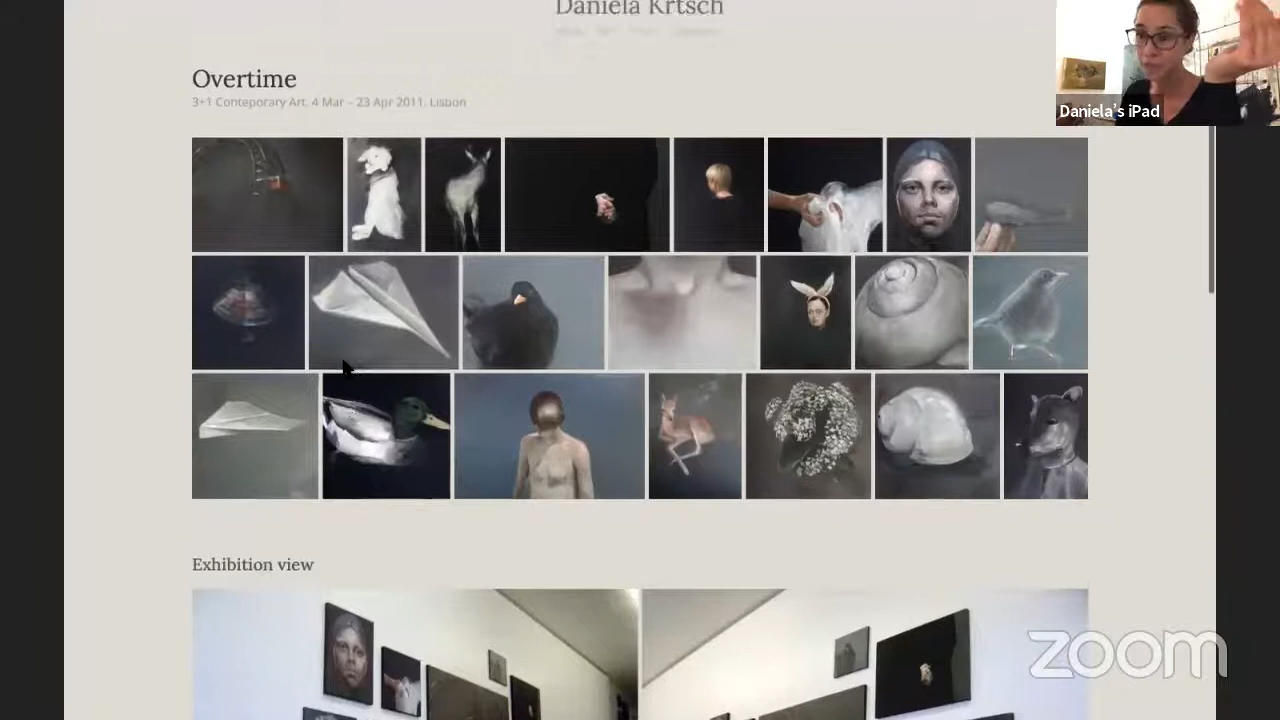 Daniela Krtsch
Overtime
3+1 Conteporary Art. 4 Mar – 23 Apr 2011. Lisbon
Daniela's iPad
Exhibition view
zoom